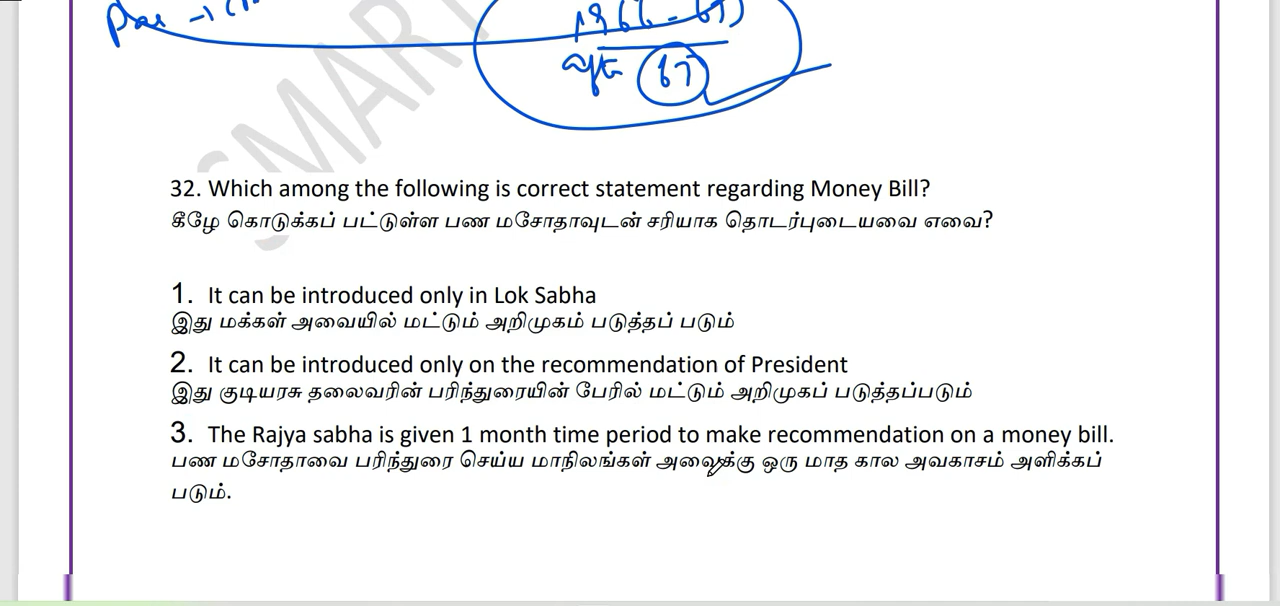 32. Which among the following is correct statement regarding Money Bill?
கீழே கொடுக்கப் பட்டுள்ள பண மசோதாவுடன் சரியாக தொடர்புடையவை எவை?
1. It can be introduced only in Lok Sabha
இது மக்கள் அவையில் மட்டும் அறிமுகம் படுத்தப் படும்
2. It can be introduced only on the recommendation of President
இது குடியரசு தலைவரின் பரிந்துரையின் பேரில் மட்டும் அறிமுகப் படுத்தப்படும்
3. The Rajya sabha is given 1 month time period to make recommendation on a money bill.
பண மசோதாவை பரிந்துரை செய்ய மாநிலங்கள் அவைக்கு ஒரு மாத கால அவகாசம் அளிக்கப்
படும்.